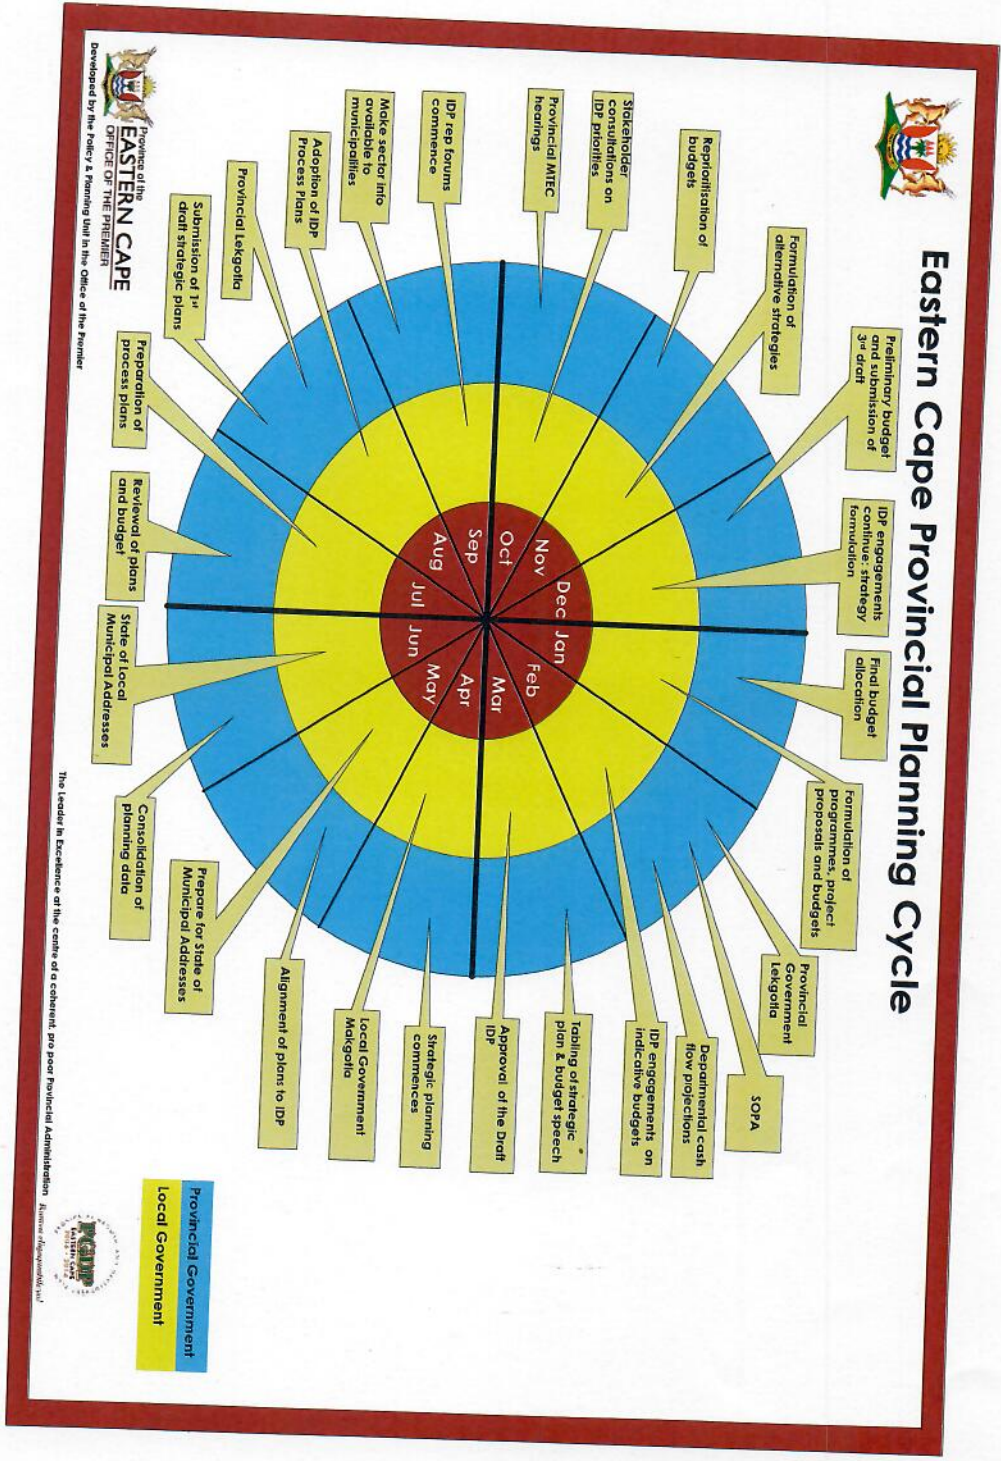 Eastern Cape Provincial Planning Cycle
Preliminary budget
and submission of
3rd draft
IDP engagements
continue: strategy
formulation
Final budget
allocation
Formulation of
programmes, project
proposals and budgets
Provincial
Government
Lekgotla
SOPA
Departmental cash
flow projections
IDP engagements on
indicative budgets
Tabling of strategic
plan & budget speech
Approval of the Draft
IDP
Strategic planning
commences
Local Government
Makgotla
Alignment of plans to IDP
Prepare for State of
Municipal Addresses
Consolidation of
planning data
State of Local
Municipal Addresses
Reviewal of plans
and budget
Preparation of
process plans
Submission of 1st
draft strategic plans
Provincial Lekgotla
Adoption of IDP
Process Plans
Make sector info
available to
municipalities
IDP rep forums
commence
Provincial MTEC
hearings
Stakeholder
consultations on
IDP priorities
Reprioritisation of
budgets
Formulation of
alternative strategies
Jan
Feb
Mar
Apr
May
Jun
Jul
Aug
Sep
Oct
Nov
Dec
Provincial Government
Local Government
Province of the
EASTERN CAPE
OFFICE OF THE PREMIER
Developed by the Policy & Planning Unit in the Office of the Premier
The Leader in Excellence at the centre of a coherent, pro poor Provincial Administration
PGDP
EASTERN CAPE
2004 - 2014